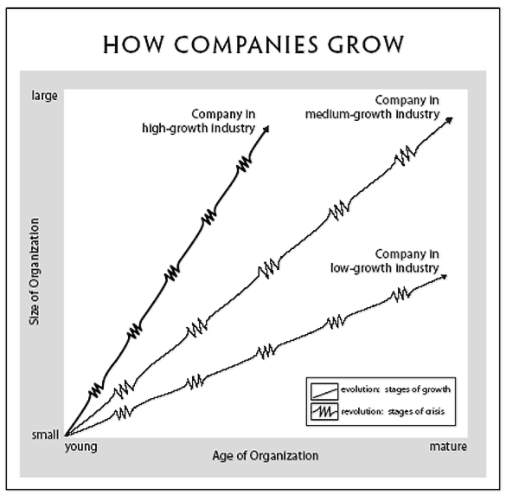 HOW COMPANIES GROW
large
Company in
high-growth industry
Company in
medium-growth industry
Company in
low-growth industry
Size of Organization
evolution: stages of growth
revolution: stages of crisis
small
young
mature
Age of Organization